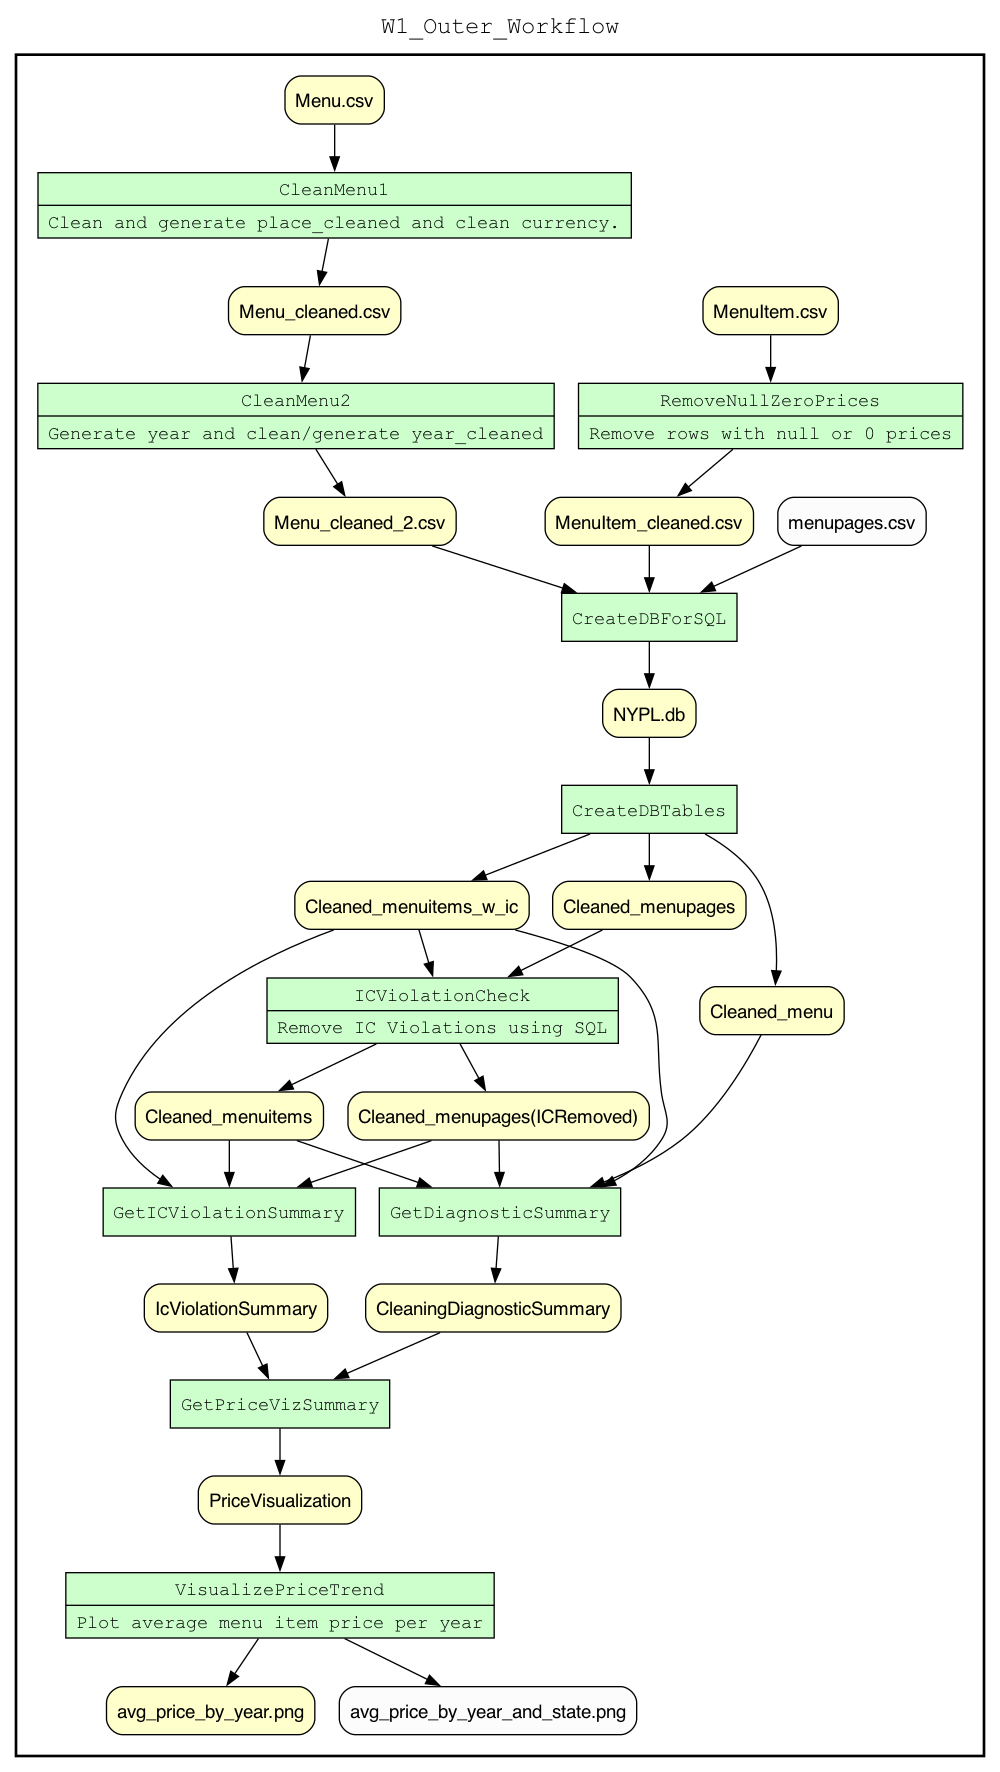 W1_Outer_Workflow
Menu.csv
CleanMenu1
Clean and generate place_cleaned and clean currency.
Menu_cleaned.csv
MenuItem.csv
CleanMenu2
Generate year and clean/generate year_cleaned
RemoveNullZeroPrices
Remove rows with null or 0 prices
Menu_cleaned_2.csv
MenuItem_cleaned.csv
menupages.csv
CreateDBForSQL
NYPL.db
CreateDBTables
Cleaned_menuitems_w_ic
Cleaned_menupages
ICViolationCheck
Remove IC Violations using SQL
Cleaned_menu
Cleaned_menuitems
Cleaned_menupages(ICRemoved)
GetICViolationSummary
GetDiagnosticSummary
IcViolationSummary
CleaningDiagnosticSummary
GetPriceVizSummary
PriceVisualization
VisualizePriceTrend
Plot average menu item price per year
avg_price_by_year.png
avg_price_by_year_and_state.png